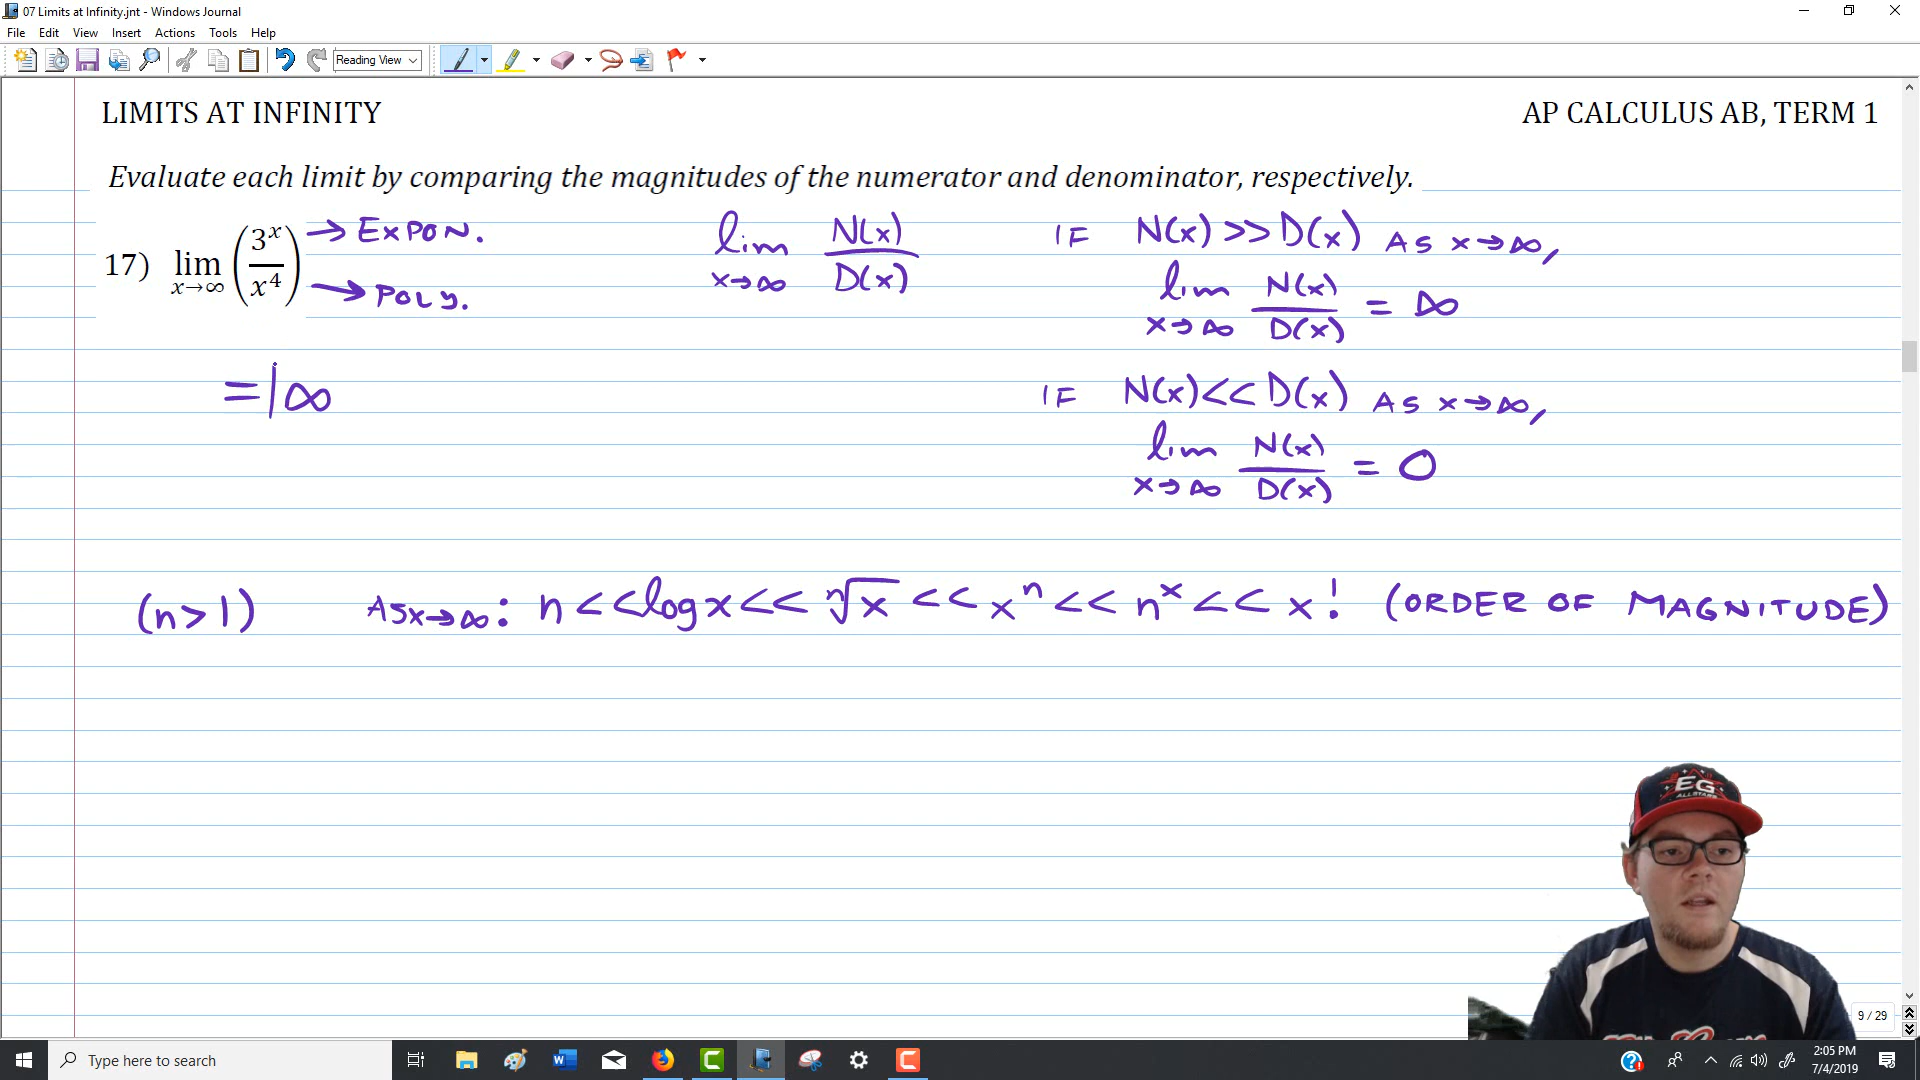 07 Limits at Infinity.jnt - Windows Journal
File Edit View Insert Actions Tools Help
Reading View
LIMITS AT INFINITY
AP CALCULUS AB, TERM 1
Evaluate each limit by comparing the magnitudes of the numerator and denominator, respectively.
17) lim x→∞ (3^x / x^4)
→ EXPON.
→ POLY.
= |∞
lim x→∞ N(x) / D(x)
IF N(x) >> D(x) AS x→∞,
lim x→∞ N(x) / D(x) = ∞
IF N(x) << D(x) AS x→∞,
lim x→∞ N(x) / D(x) = 0
(n > 1) AS x→∞: n << log x << ⁿ√x << x^n << n^x << x! (ORDER OF MAGNITUDE)
EG
ALLSTARS
9 / 29
Type here to search
2:05 PM
7/4/2019